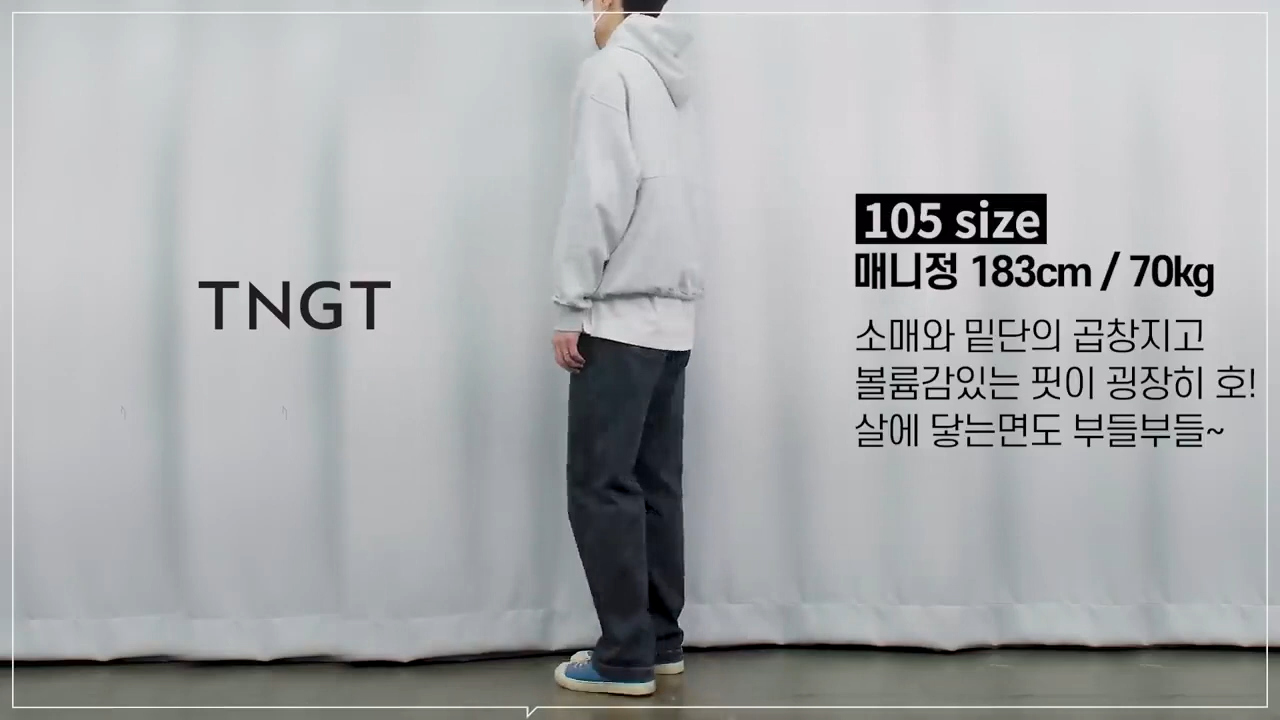 TNGT
105 size
매니정 183cm / 70kg
소매와 밑단의 곱창지고
볼륨감있는 핏이 굉장히 호!
살에 닿는면도 부들부들~